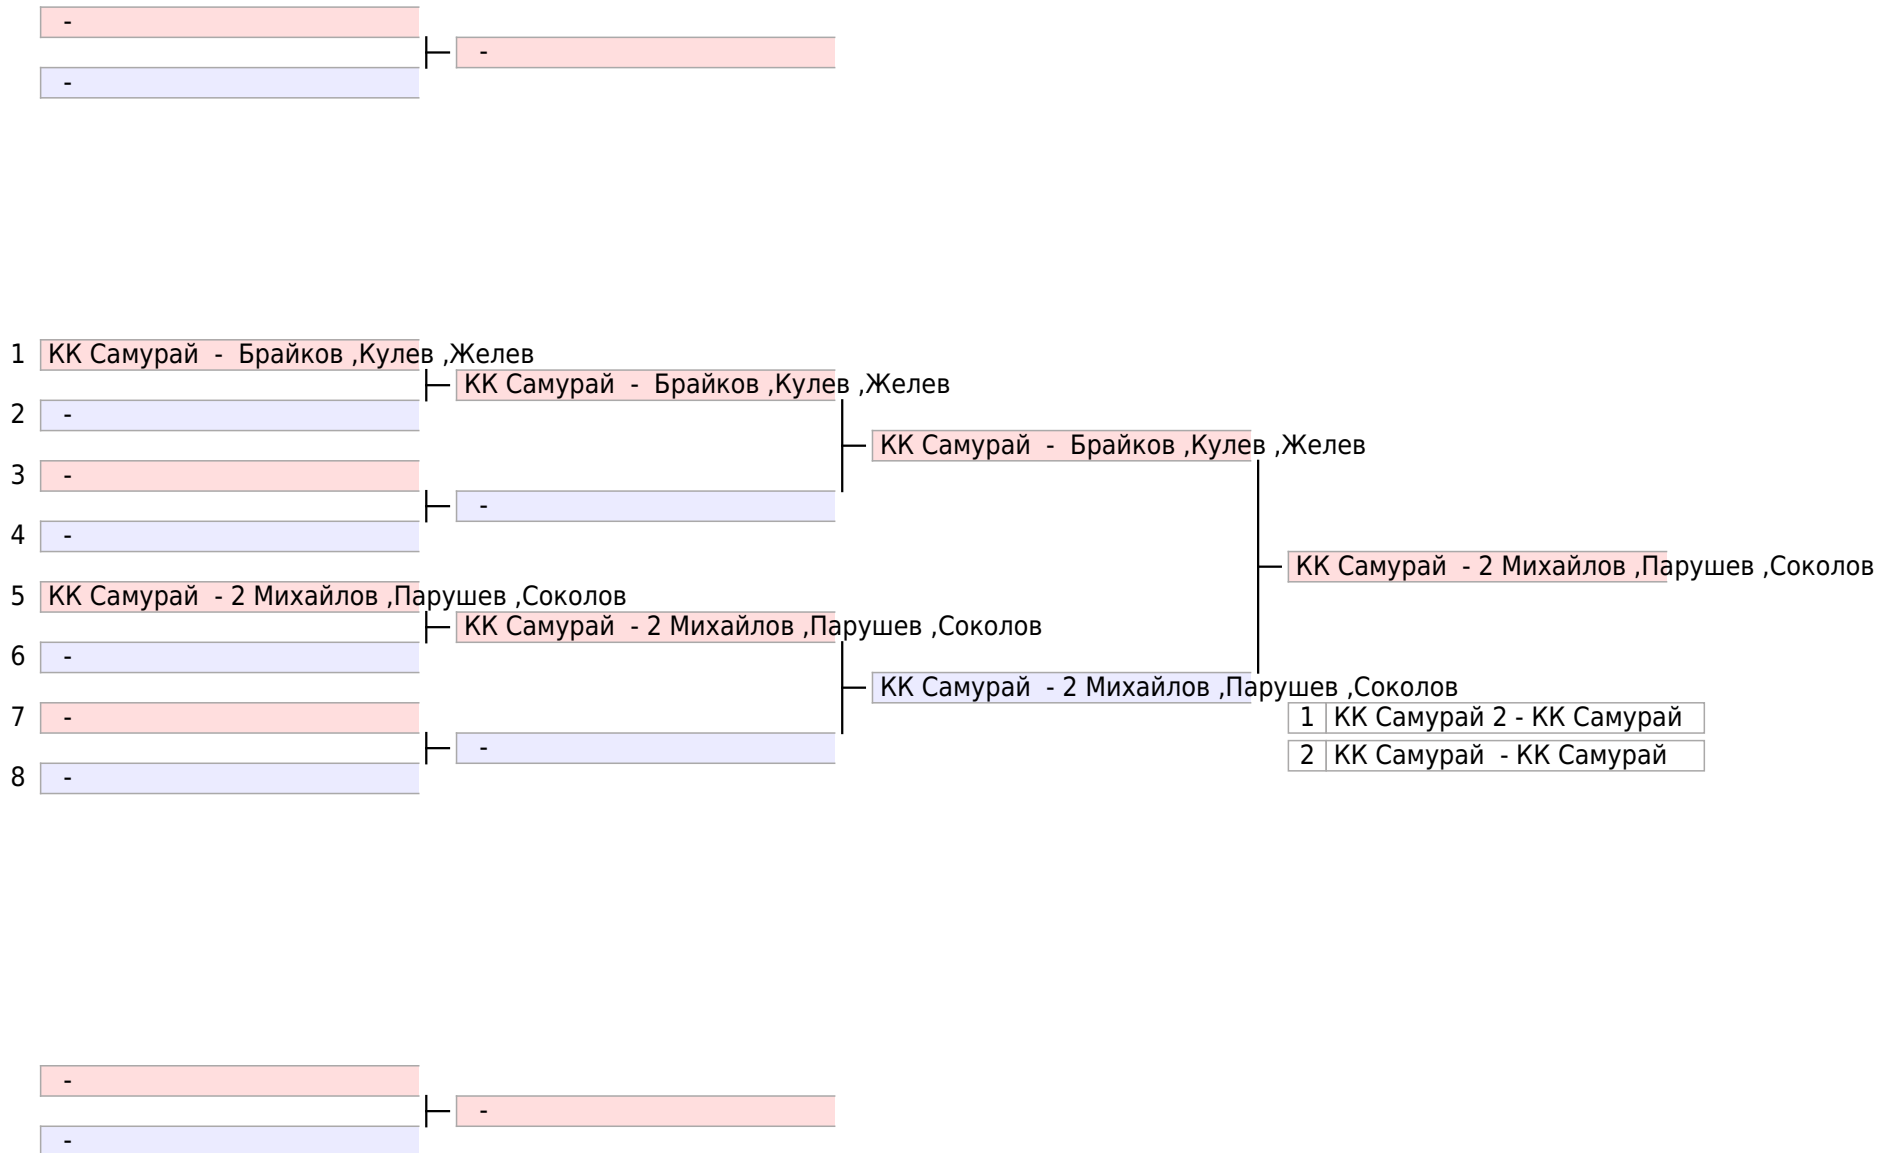 -
-
-
1 КК Самурай - Брайков ,Кулев ,Желев
КК Самурай - Брайков ,Кулев ,Желев
2 -
КК Самурай - Брайков ,Кулев ,Желев
3 -
-
4 -
КК Самурай - 2 Михайлов ,Парушев ,Соколов
5 КК Самурай - 2 Михайлов ,Парушев ,Соколов
КК Самурай - 2 Михайлов ,Парушев ,Соколов
6 -
КК Самурай - 2 Михайлов ,Парушев ,Соколов
7 -
1 КК Самурай 2 - КК Самурай
-
2 КК Самурай - КК Самурай
8 -
-
-
-